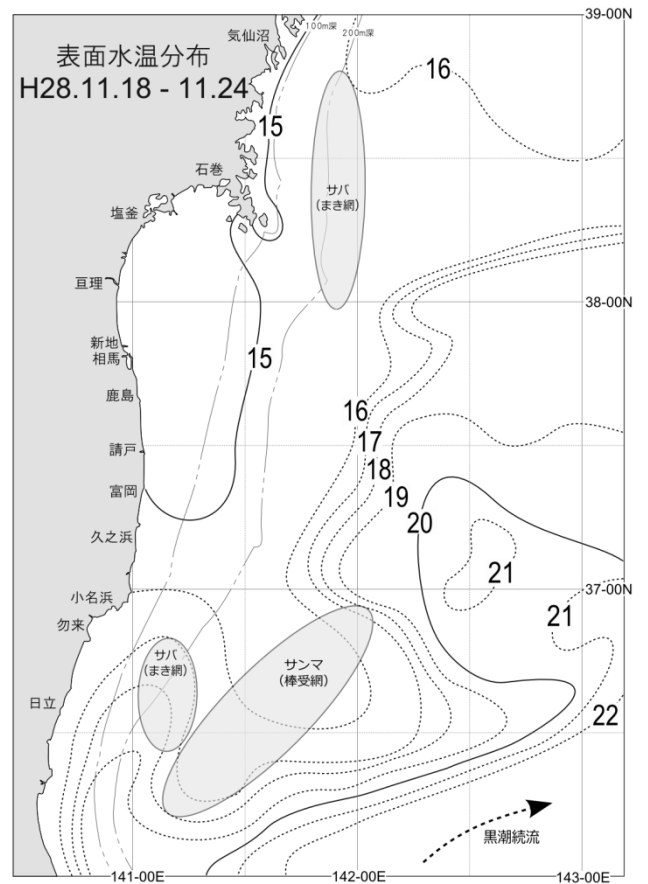 39-00N
気仙沼
100m深
200m深
表面水温分布
H28.11.18 - 11.24
16
15
石巻
サバ
(まき網)
塩釜
亘理
38-00N
新地
相馬
15
鹿島
16
請戸
17
18
富岡
19
20
久之浜
21
37-00N
小名浜
21
勿来
サバ
(まき網)
サンマ
(棒受網)
日立
22
黒潮続流
141-00E
142-00E
143-00E